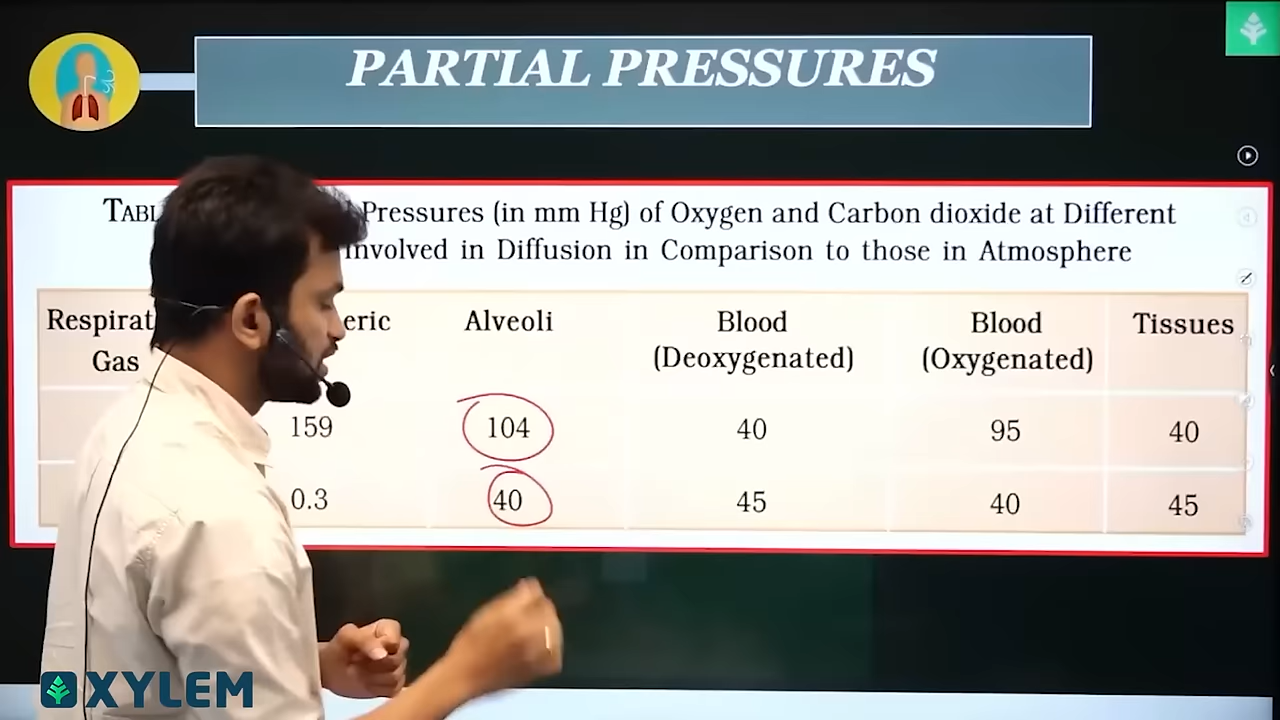 PARTIAL PRESSURES
Pressures (in mm Hg) of Oxygen and Carbon dioxide at Different
Involved in Diffusion in Comparison to those in Atmosphere
Alveoli Blood Blood Tissues
Gas (Deoxygenated) (Oxygenated)
159 104 40 95 40
0.3 40 45 40 45
OXYLEM